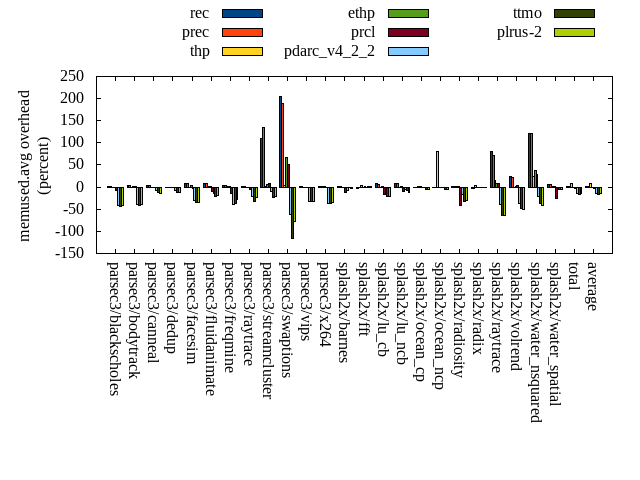 rec
prec
thp
ethp
prcl
pdarc_v4_2_2
ttmo
plrus-2
memused.avg overhead
(percent)
250
200
150
100
50
0
-50
-100
-150
parsec3/blackscholes
parsec3/bodytrack
parsec3/canneal
parsec3/dedup
parsec3/facesim
parsec3/fluidanimate
parsec3/freqmine
parsec3/raytrace
parsec3/streamcluster
parsec3/swaptions
parsec3/vips
parsec3/x264
splash2x/barnes
splash2x/fft
splash2x/lu_cb
splash2x/lu_ncb
splash2x/ocean_cp
splash2x/ocean_ncp
splash2x/radiosity
splash2x/radix
splash2x/raytrace
splash2x/volrend
splash2x/water_nsquared
splash2x/water_spatial
total
average